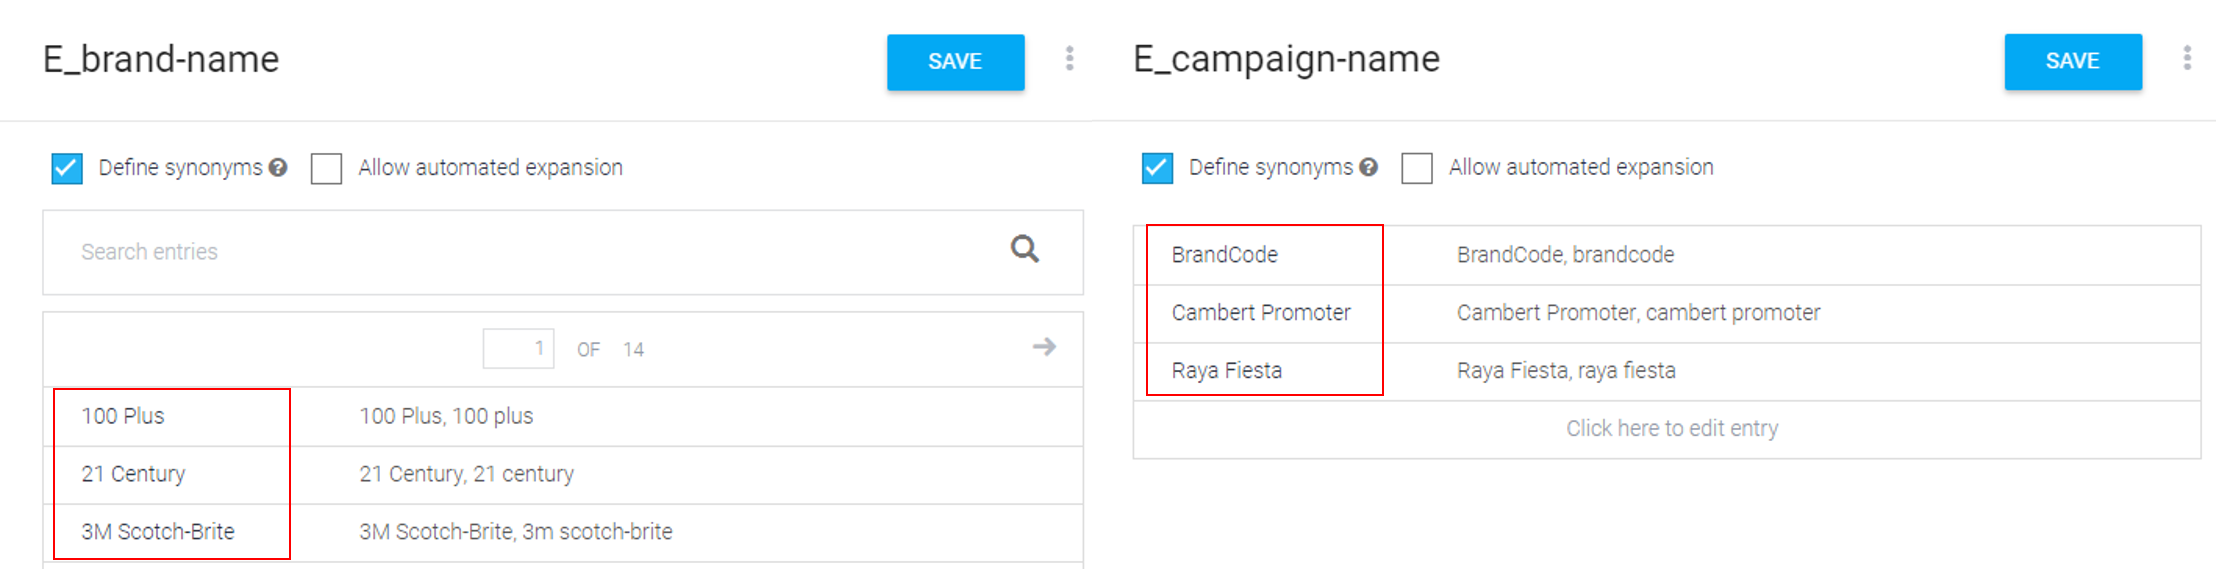 E_brand-name
SAVE
Define synonyms ?
Allow automated expansion
Search entries
1 OF 14
100 Plus 100 Plus, 100 plus
21 Century 21 Century, 21 century
3M Scotch-Brite 3M Scotch-Brite, 3m scotch-brite
E_campaign-name
SAVE
Define synonyms ?
Allow automated expansion
BrandCode BrandCode, brandcode
Cambert Promoter Cambert Promoter, cambert promoter
Raya Fiesta Raya Fiesta, raya fiesta
Click here to edit entry